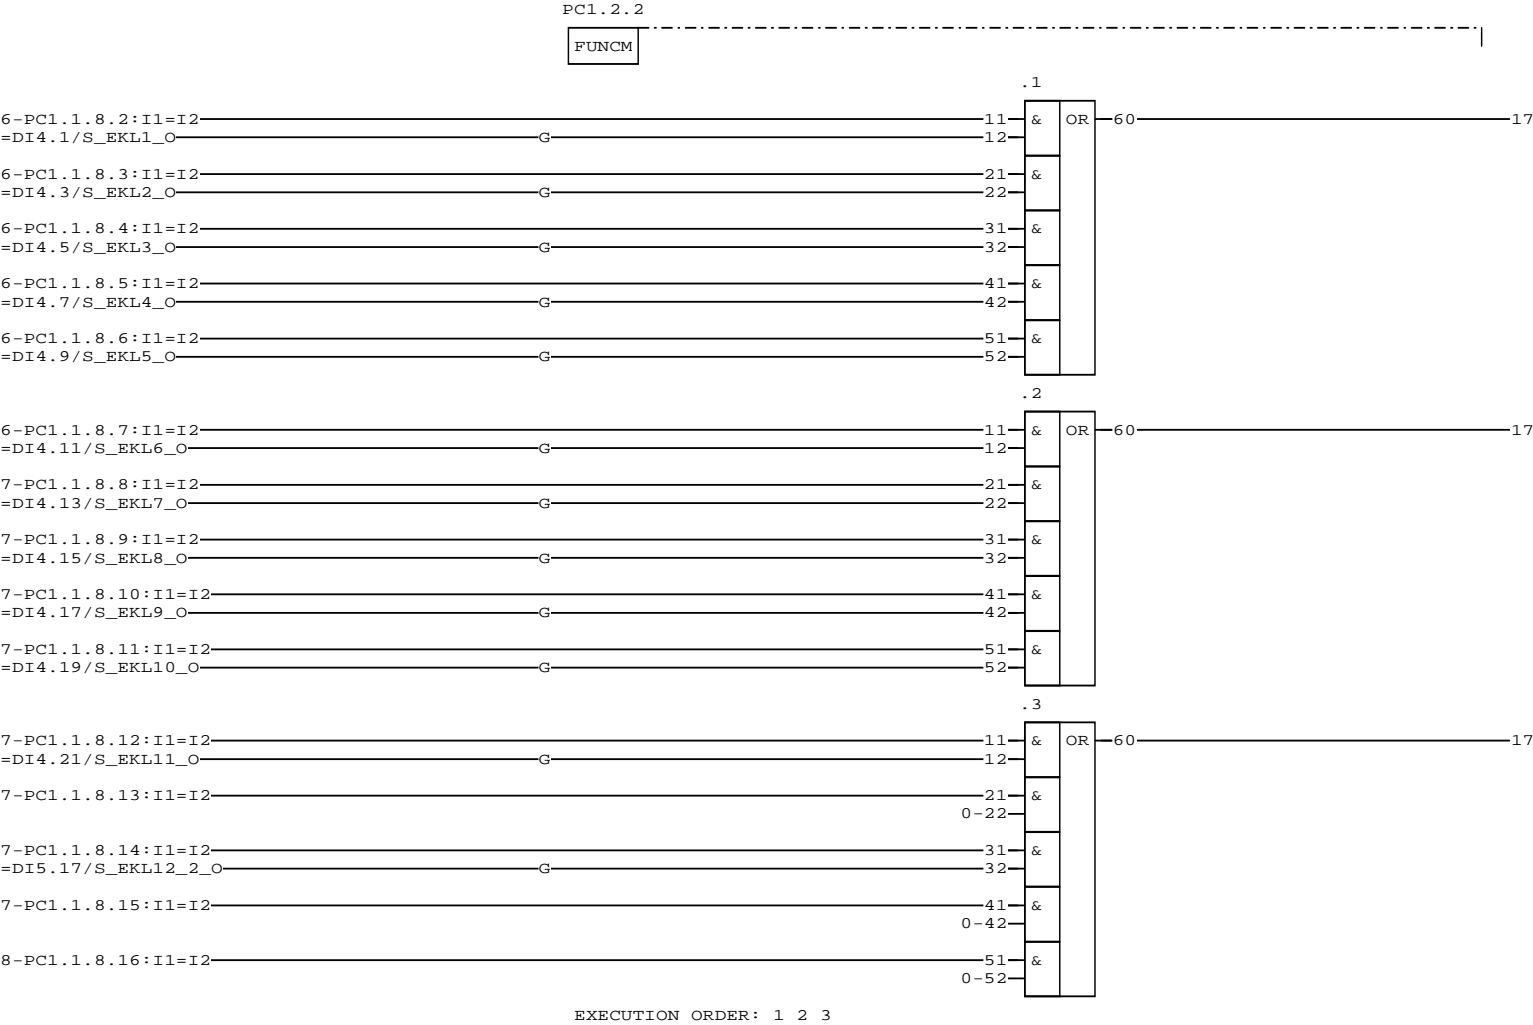 PC1.2.2
FUNCM
.1
6-PC1.1.8.2:I1=I2 11 & OR 60 17
=DI4.1/S_EKL1_O G 12
6-PC1.1.8.3:I1=I2 21 &
=DI4.3/S_EKL2_O G 22
6-PC1.1.8.4:I1=I2 31 &
=DI4.5/S_EKL3_O G 32
6-PC1.1.8.5:I1=I2 41 &
=DI4.7/S_EKL4_O G 42
6-PC1.1.8.6:I1=I2 51 &
=DI4.9/S_EKL5_O G 52
.2
6-PC1.1.8.7:I1=I2 11 & OR 60 17
=DI4.11/S_EKL6_O G 12
7-PC1.1.8.8:I1=I2 21 &
=DI4.13/S_EKL7_O G 22
7-PC1.1.8.9:I1=I2 31 &
=DI4.15/S_EKL8_O G 32
7-PC1.1.8.10:I1=I2 41 &
=DI4.17/S_EKL9_O G 42
7-PC1.1.8.11:I1=I2 51 &
=DI4.19/S_EKL10_O G 52
.3
7-PC1.1.8.12:I1=I2 11 & OR 60 17
=DI4.21/S_EKL11_O G 12
7-PC1.1.8.13:I1=I2 21 &
0-22
7-PC1.1.8.14:I1=I2 31 &
=DI5.17/S_EKL12_2_O G 32
7-PC1.1.8.15:I1=I2 41 &
0-42
8-PC1.1.8.16:I1=I2 51 &
0-52
EXECUTION ORDER: 1 2 3